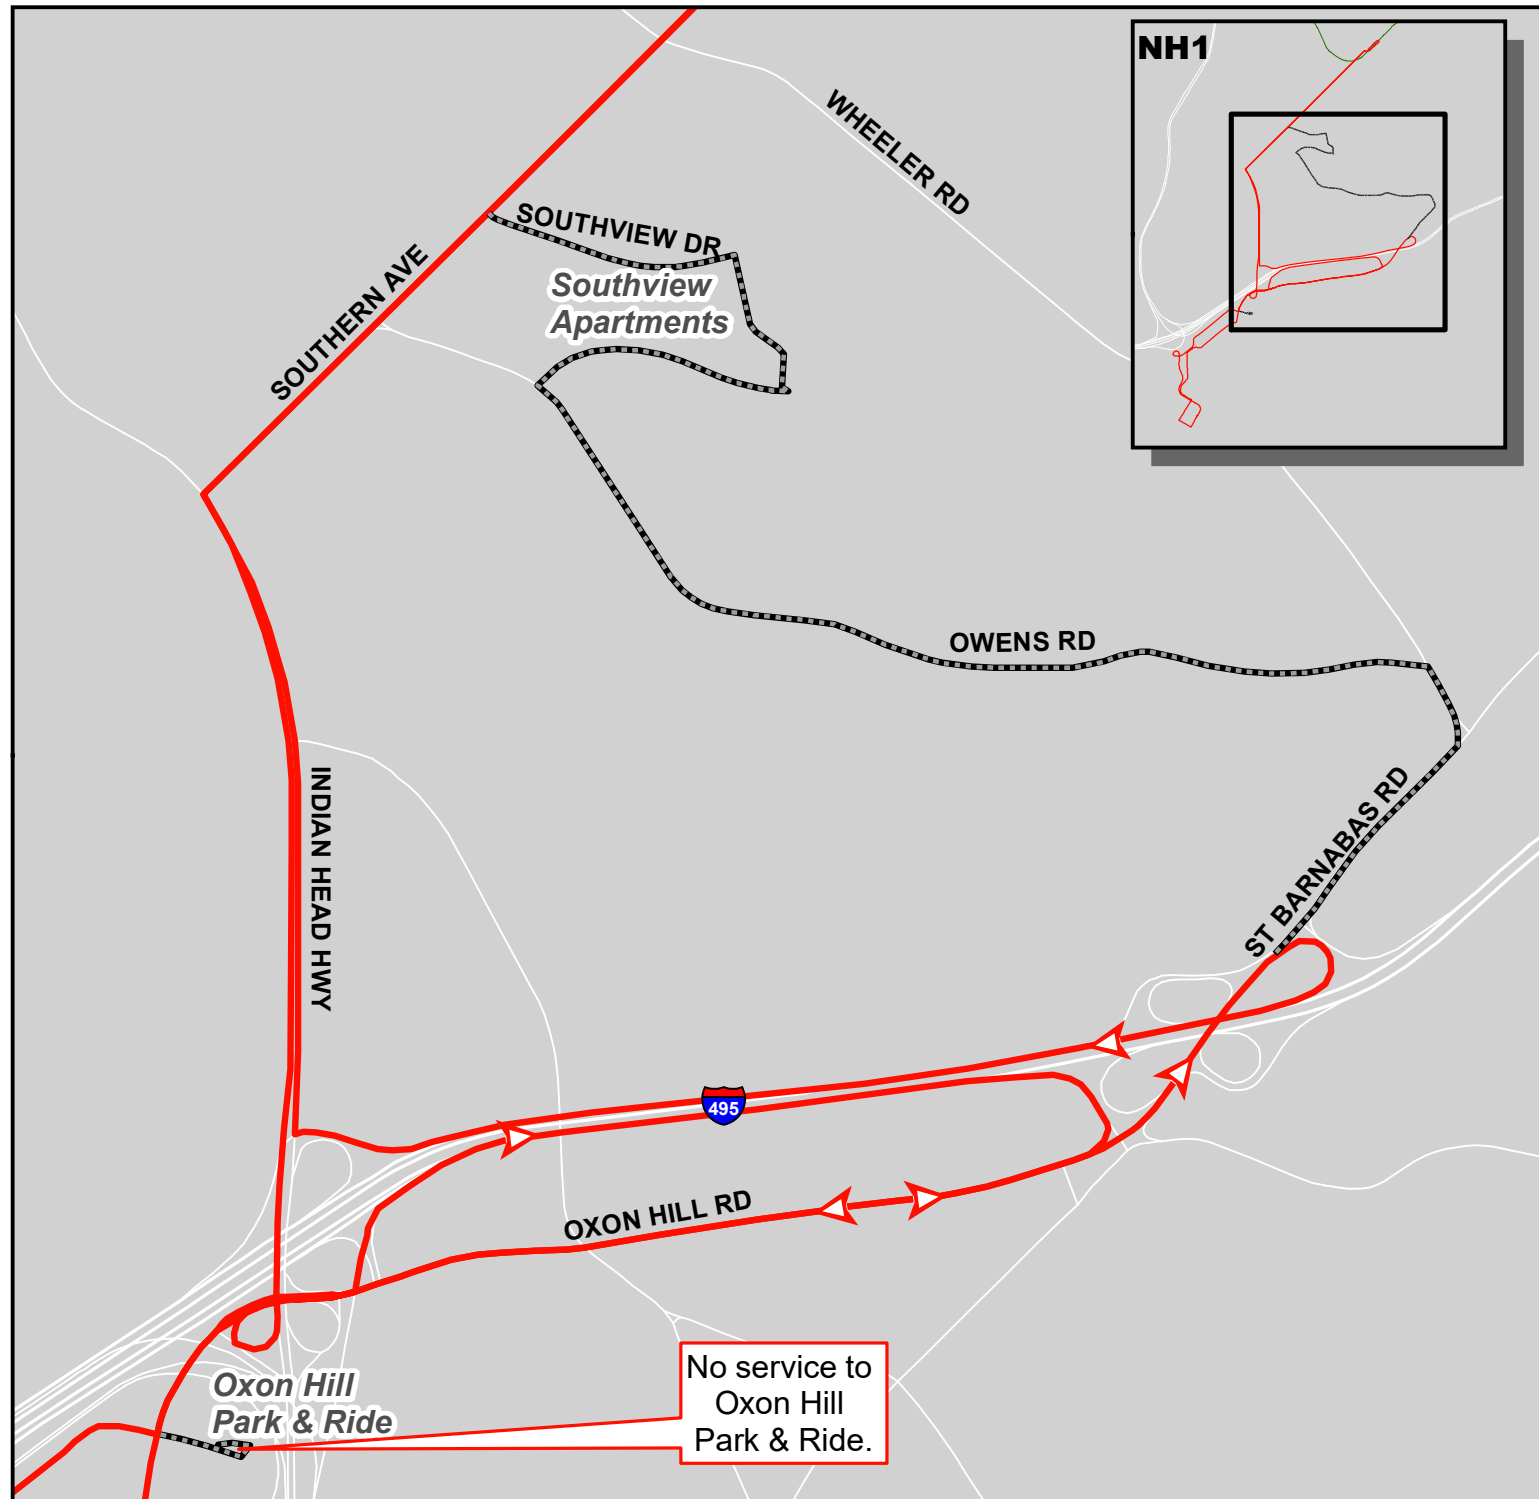 NH1
WHEELER RD
SOUTHVIEW DR
Southview
Apartments
SOUTHERN AVE
OWENS RD
INDIAN HEAD HWY
ST BARNABAS RD
495
OXON HILL RD
Oxon Hill
Park & Ride
No service to
Oxon Hill
Park & Ride.